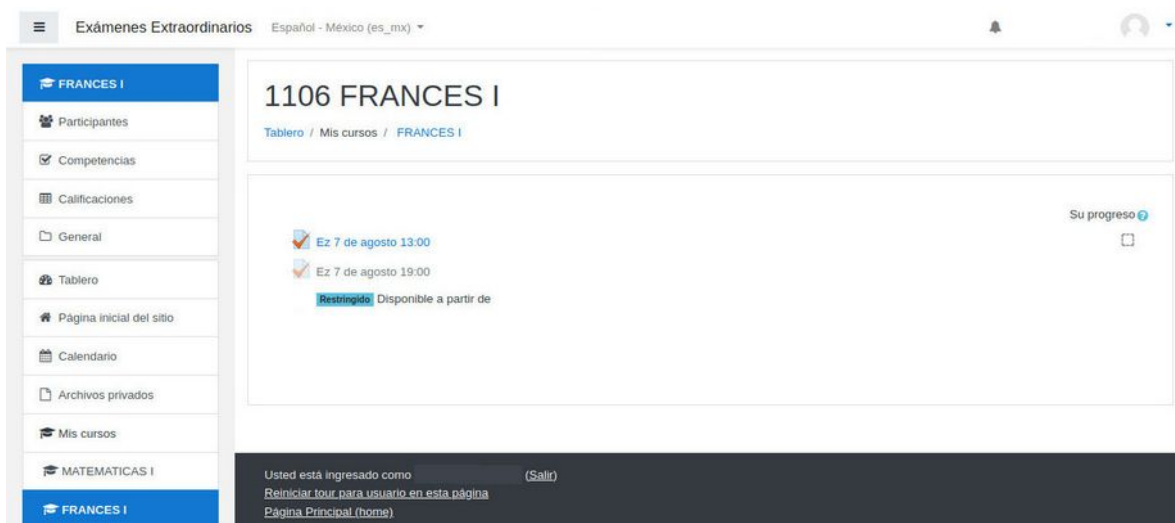 Exámenes Extraordinarios Español - México (es_mx)
FRANCES I
Participantes
Competencias
Calificaciones
General
Tablero
Página inicial del sitio
Calendario
Archivos privados
Mis cursos
MATEMATICAS I
FRANCES I
1106 FRANCES I
Tablero / Mis cursos / FRANCES I
Su progreso
Ez 7 de agosto 13:00
Ez 7 de agosto 19:00
Restringido Disponible a partir de
Usted está ingresado como (Salir)
Reiniciar tour para usuario en esta página
Página Principal (home)